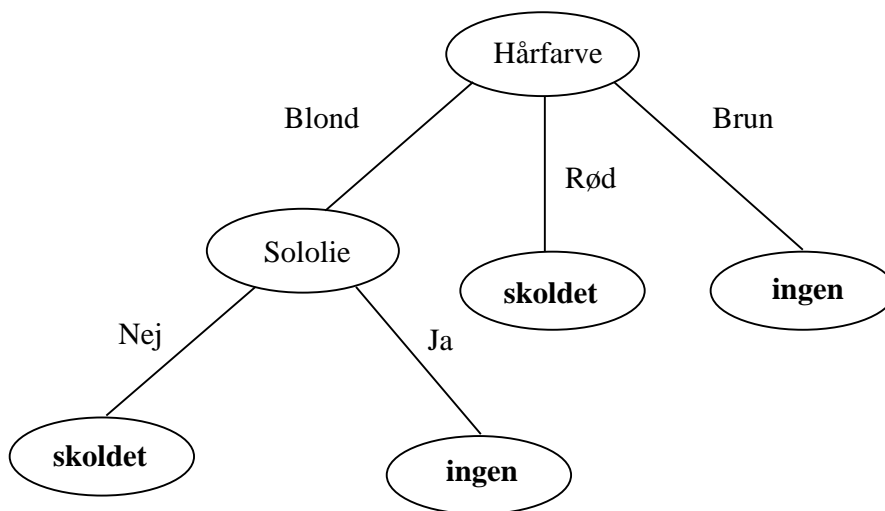 Hårfarve
Blond
Brun
Rød
Sololie
skoldet
ingen
Nej
Ja
skoldet
ingen